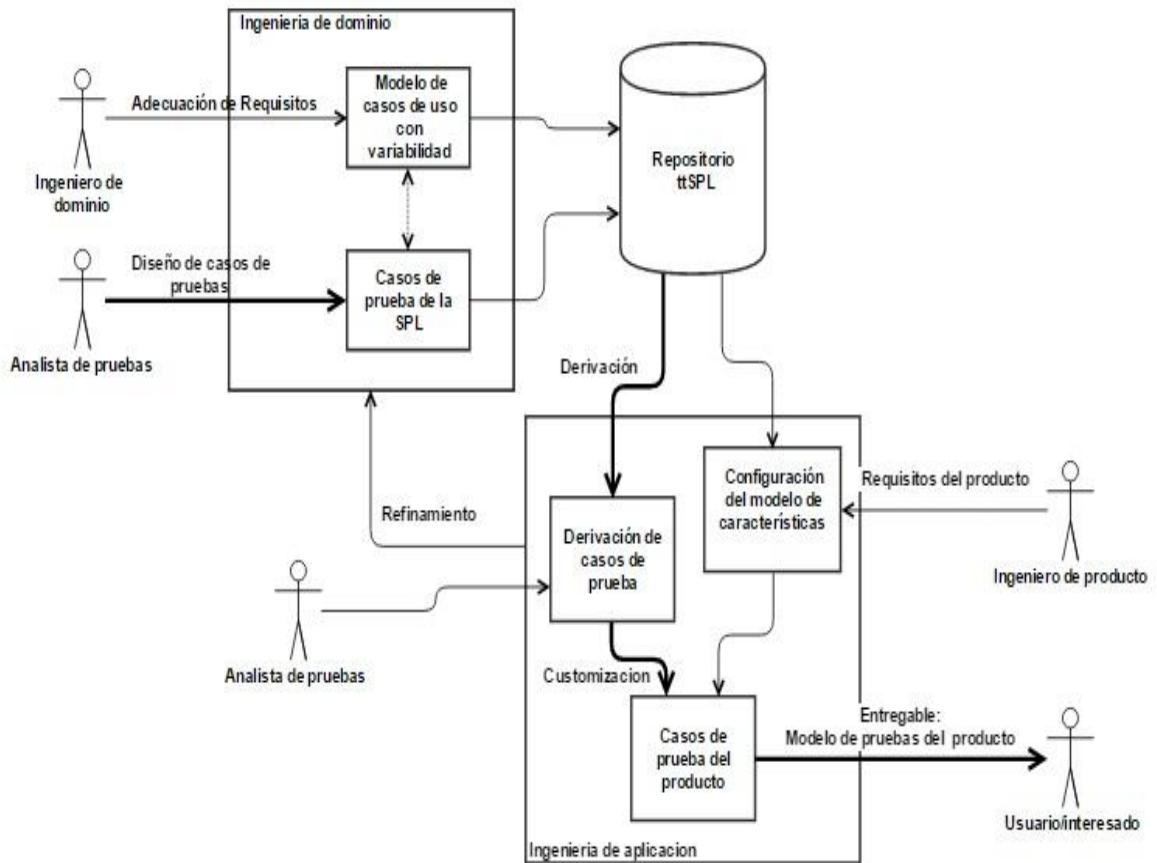 Ingenieria de dominio
Adecuación de Requisitos
Modelo de
casos de uso
con
variabilidad
Ingeniero de
dominio
Repositorio
ttSPL
Diseño de casos de
pruebas
Casos de
prueba de la
SPL
Analista de pruebas
Derivación
Configuración
del modelo de
características
Requisitos del producto
Ingeniero de producto
Refinamiento
Derivación de
casos de
prueba
Analista de pruebas
Customizacion
Casos de
prueba del
producto
Entregable:
Modelo de pruebas del producto
Usuario/interesado
Ingenieria de aplicacion